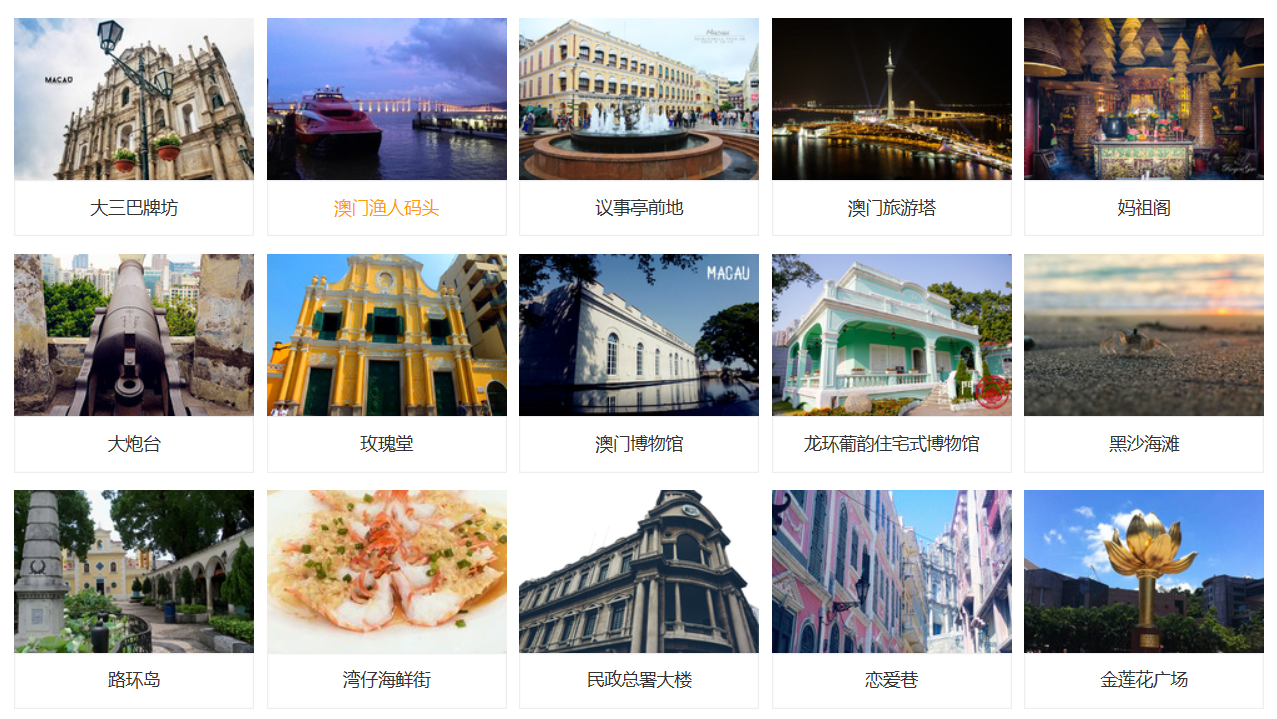 MACAU
大三巴牌坊
澳门渔人码头
议事亭前地
澳门旅游塔
妈祖阁
大炮台
玫瑰堂
MACAU
澳门博物馆
龙环葡韵住宅式博物馆
黑沙海滩
路环岛
湾仔海鲜街
民政总署大楼
恋爱巷
金莲花广场